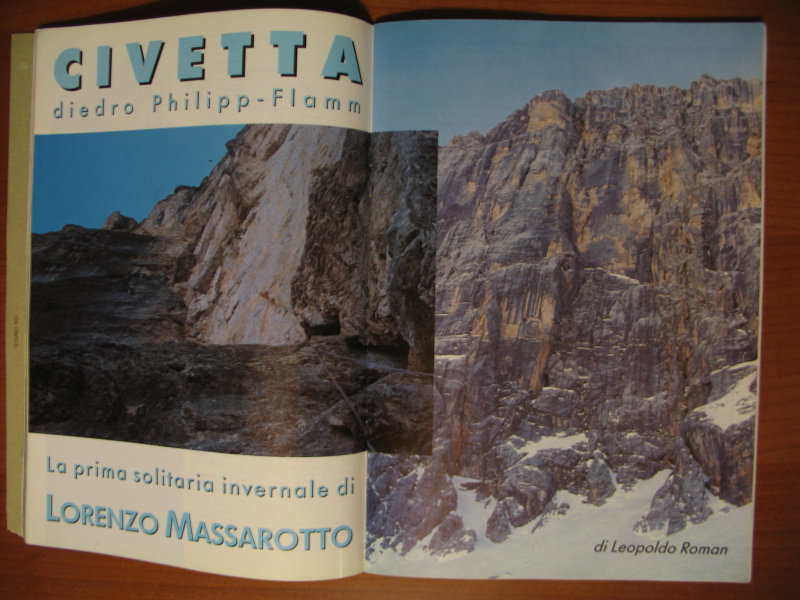 CIVETTA
diedro Philipp-Flamm
La prima solitaria invernale di
LORENZO MASSAROTTO
di Leopoldo Roman